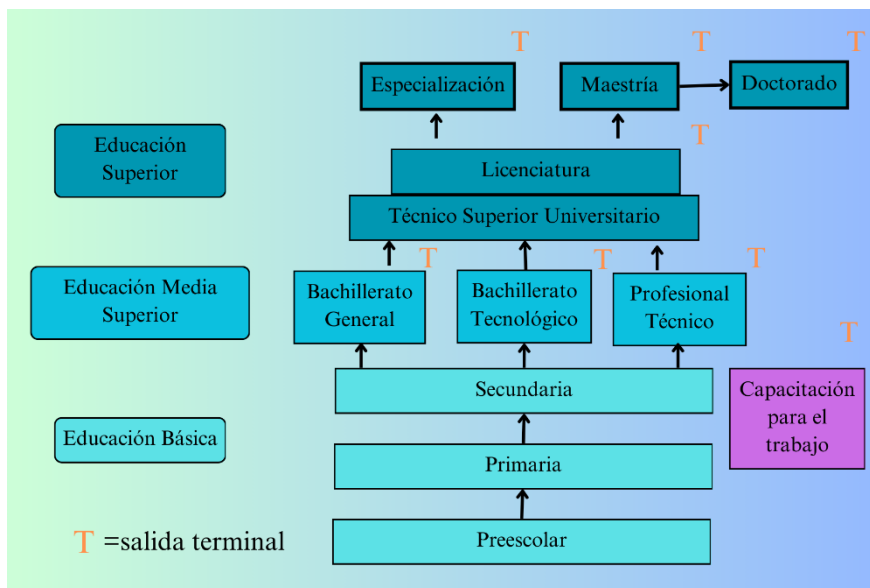 T
T
T
Especialización
Maestría
Doctorado
Educación
Superior
T
Licenciatura
Técnico Superior Universitario
T
T
T
Educación Media
Superior
Bachillerato
General
Bachillerato
Tecnológico
Profesional
Técnico
T
Secundaria
Capacitación
para el
trabajo
Educación Básica
Primaria
T =salida terminal
Preescolar